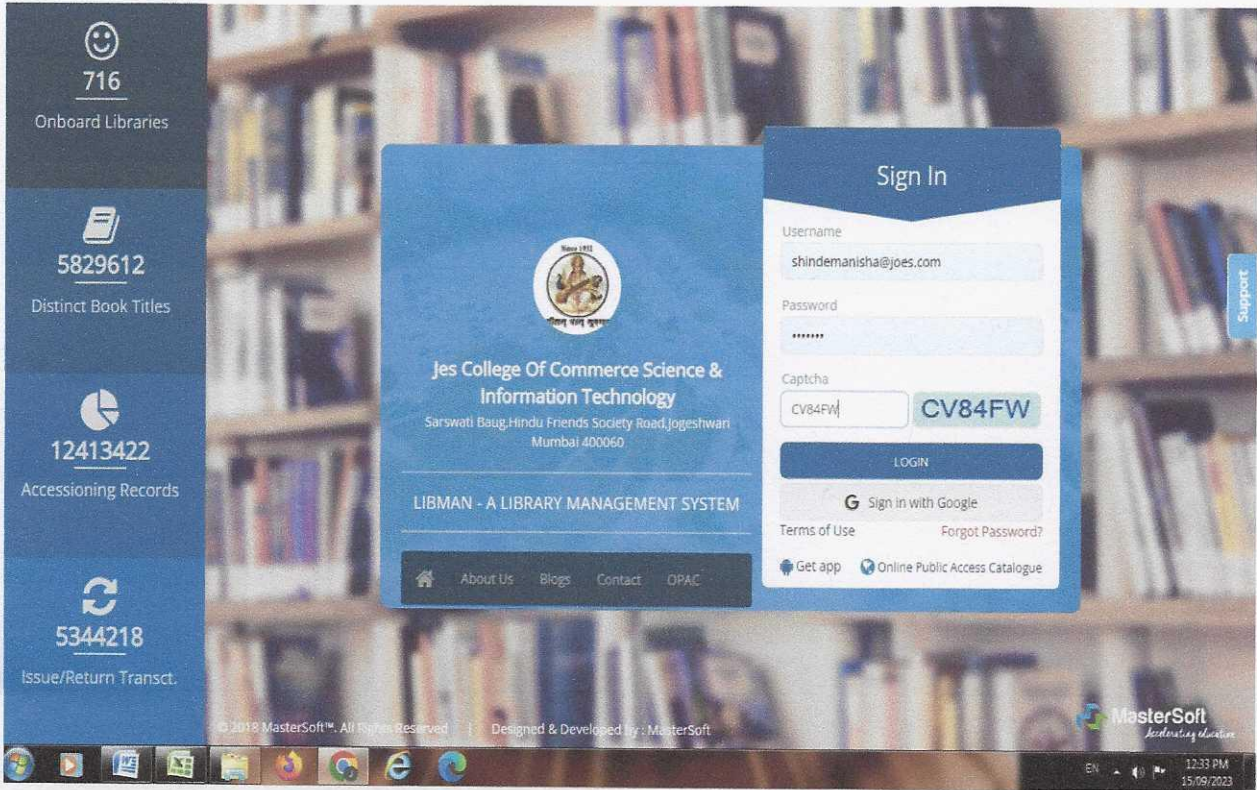 716
Onboard Libraries
5829612
Distinct Book Titles
12413422
Accessioning Records
5344218
Issue/Return Transct.
Since 1952
Jes College Of Commerce Science &
Information Technology
Sarswati Baug,Hindu Friends Society Road,Jogeshwari
Mumbai 400060
LIBMAN - A LIBRARY MANAGEMENT SYSTEM
About Us Blogs Contact OPAC
Sign In
Username
shindemanisha@joes.com
Password
•••••••
Captcha
CV84FW CV84FW
LOGIN
G Sign in with Google
Terms of Use Forgot Password?
Get app Online Public Access Catalogue
Support
© 2018 MasterSoft™. All Rights Reserved | Designed & Developed by : MasterSoft
MasterSoft
Accelerating education
EN 12:33 PM
15/09/2023